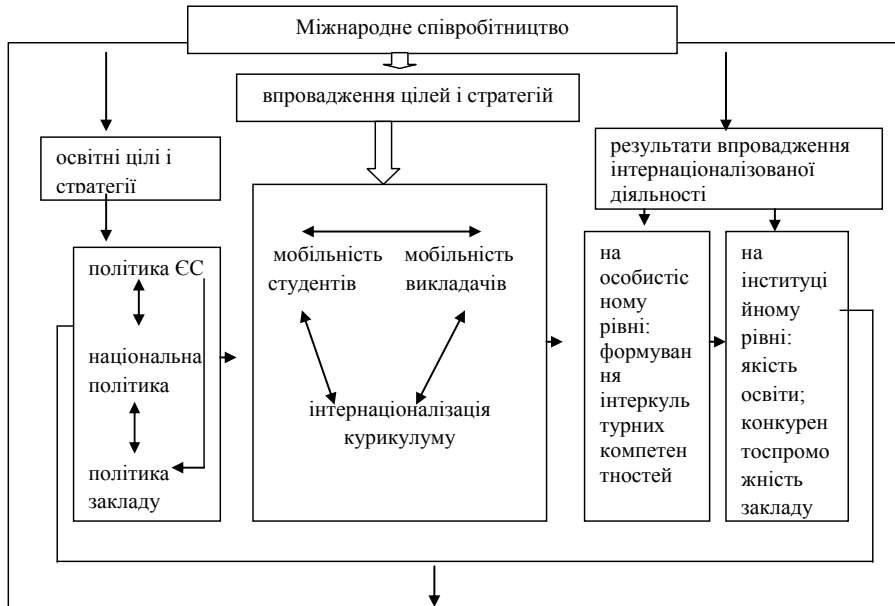 Міжнародне співробітництво
впровадження цілей і стратегій
освітні цілі і
стратегії
результати впровадження
інтернаціоналізованої
діяльності
політика ЄС
національна
політика
політика
закладу
мобільність
студентів
мобільність
викладачів
інтернаціоналізація
курикулуму
на
особистіс
ному
рівні:
формуван
ня
інтеркуль
турних
компетен
тностей
на
інституці
йному
рівні:
якість
освіти;
конкурен
тоспромо
жність
закладу